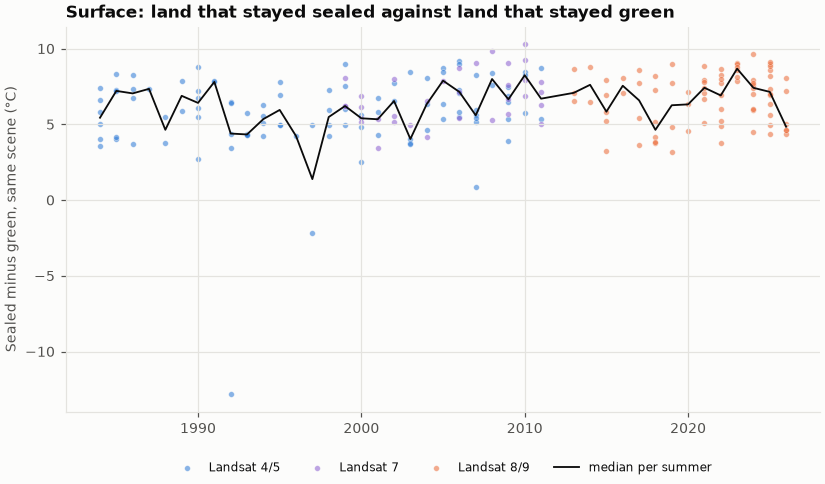 Surface: land that stayed sealed against land that stayed green
Sealed minus green, same scene (°C)
10
5
0
−5
−10
1990
2000
2010
2020
Landsat 4/5
Landsat 7
Landsat 8/9
median per summer